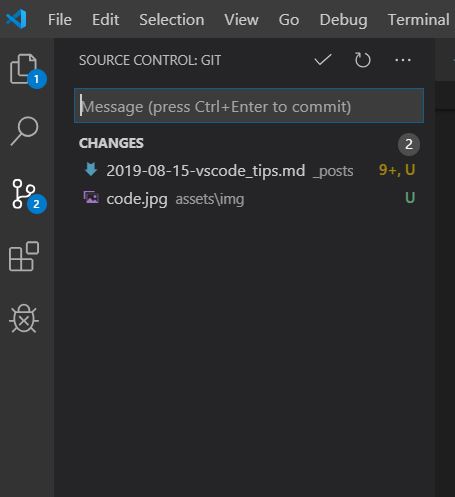 File Edit Selection View Go Debug Terminal
SOURCE CONTROL: GIT
1
Message (press Ctrl+Enter to commit)
CHANGES 2
2019-08-15-vscode_tips.md _posts 9+, U
code.jpg assets\img U
2